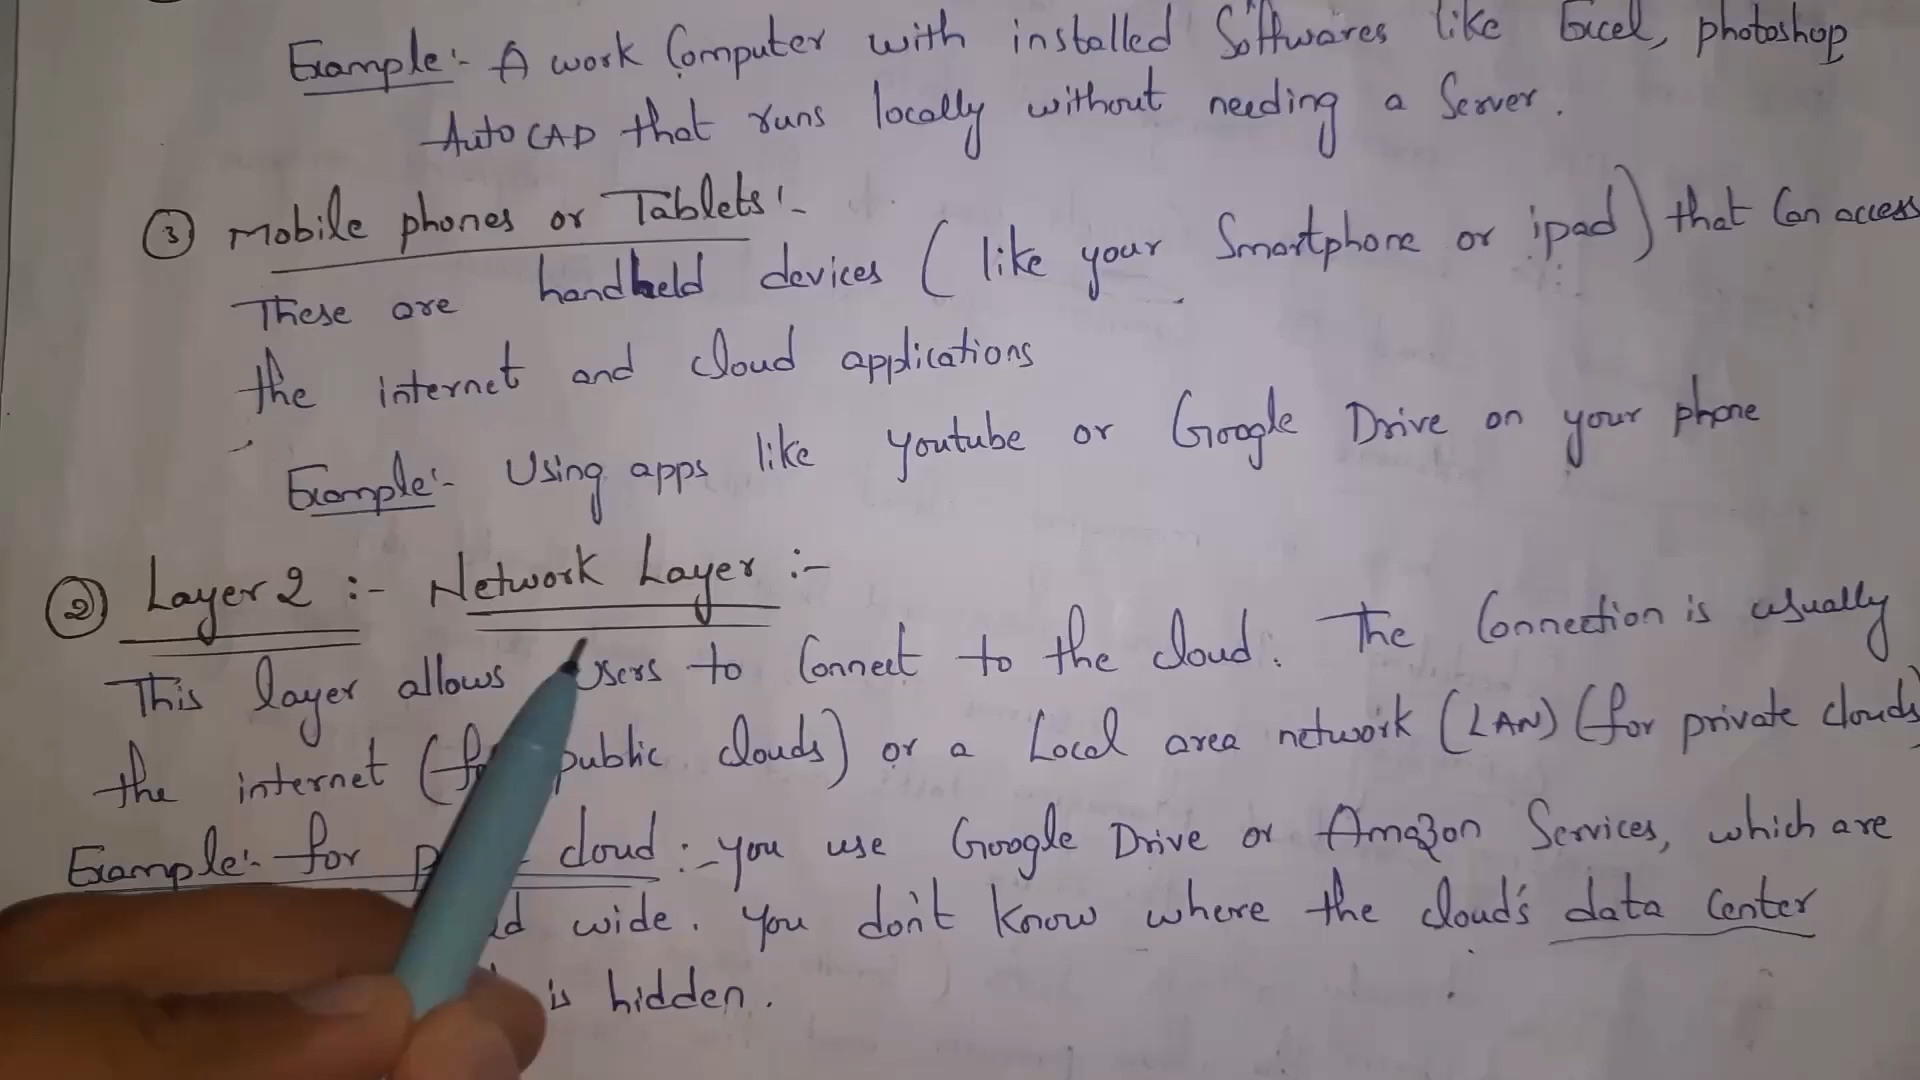 Example:- A work Computer with installed Softwares like Excel, photoshop
AutoCAD that runs locally without needing a Server.
③ Mobile phones or Tablets:-
These are handheld devices (like your Smartphone or ipad) that Can access
the internet and cloud applications
Example:- Using apps like youtube or Google Drive on your phone
② Layer 2 :- Network Layer :-
This layer allows Users to Connect to the cloud. The Connection is usually
the internet (for public clouds) or a Local area network (LAN) (for private clouds)
Example:- for cloud :- you use Google Drive or Amazon Services, which are
wide. you don't know where the cloud's data center
is hidden.